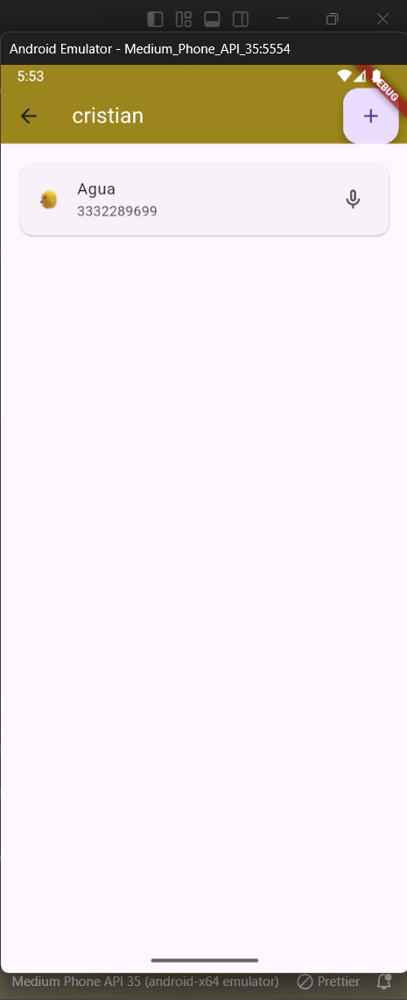 Android Emulator - Medium_Phone_API_35:5554
5:53
DEBUG
cristian
Agua
3332289699
Medium Phone API 35 (android-x64 emulator) Prettier